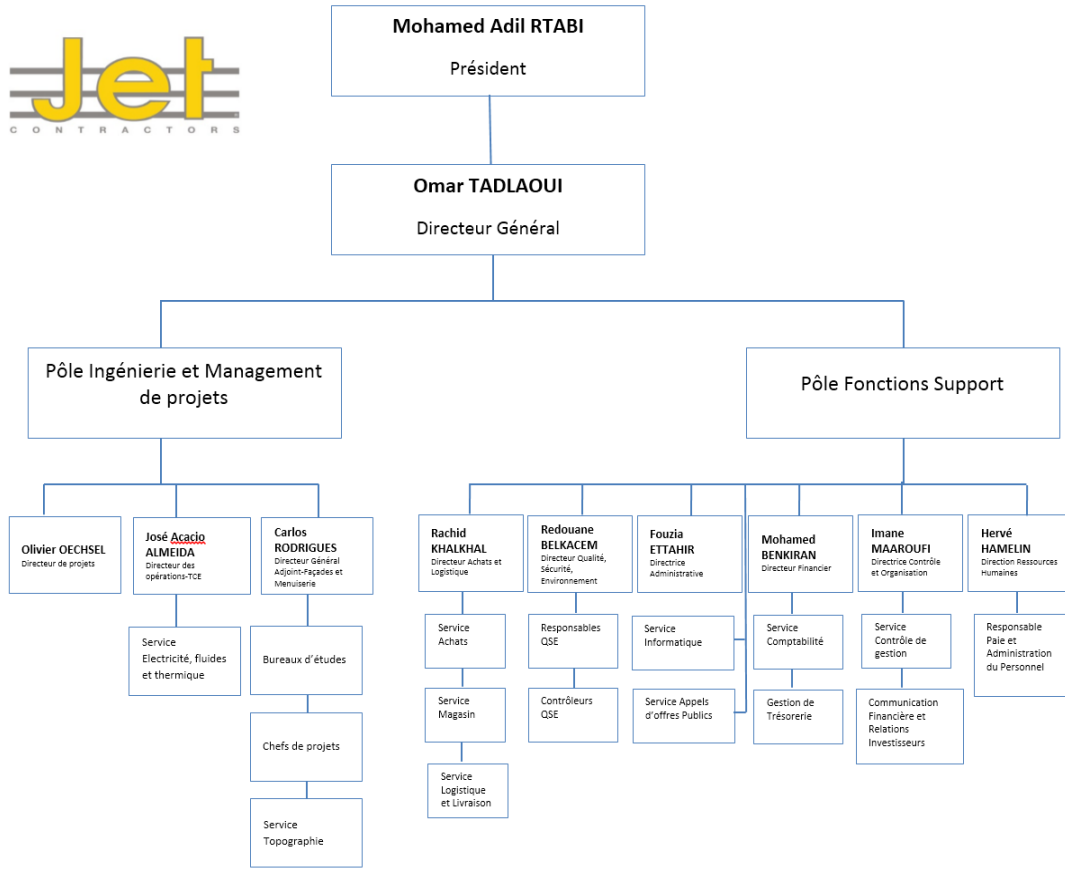 Jet
CONTRACTORS
Mohamed Adil RTABI
Président
Omar TADLAOUI
Directeur Général
Pôle Ingénierie et Management
de projets
Pôle Fonctions Support
Olivier OECHSEL
Directeur de projets
José Acacio
ALMEIDA
Directeur des
opérations-TCE
Carlos
RODRIGUES
Directeur Général
Adjoint-Façades et
Menuiserie
Rachid
KHALKHAL
Directeur Achats et
Logistique
Redouane
BELKACEM
Directeur Qualité,
Sécurité,
Environnement
Fouzia
ETTAHIR
Directrice
Administrative
Mohamed
BENKIRAN
Directeur Financier
Imane
MAAROUFI
Directrice Contrôle
et Organisation
Hervé
HAMELIN
Direction Ressources
Humaines
Service
Electricité, fluides
et thermique
Bureaux d’études
Chefs de projets
Service
Topographie
Service
Achats
Service
Magasin
Service
Logistique
et Livraison
Responsables
QSE
Contrôleurs
QSE
Service
Informatique
Service Appels
d’offres Publics
Service
Comptabilité
Gestion de
Trésorerie
Service
Contrôle de
gestion
Communication
Financière et
Relations
Investisseurs
Responsable
Paie et
Administration
du Personnel